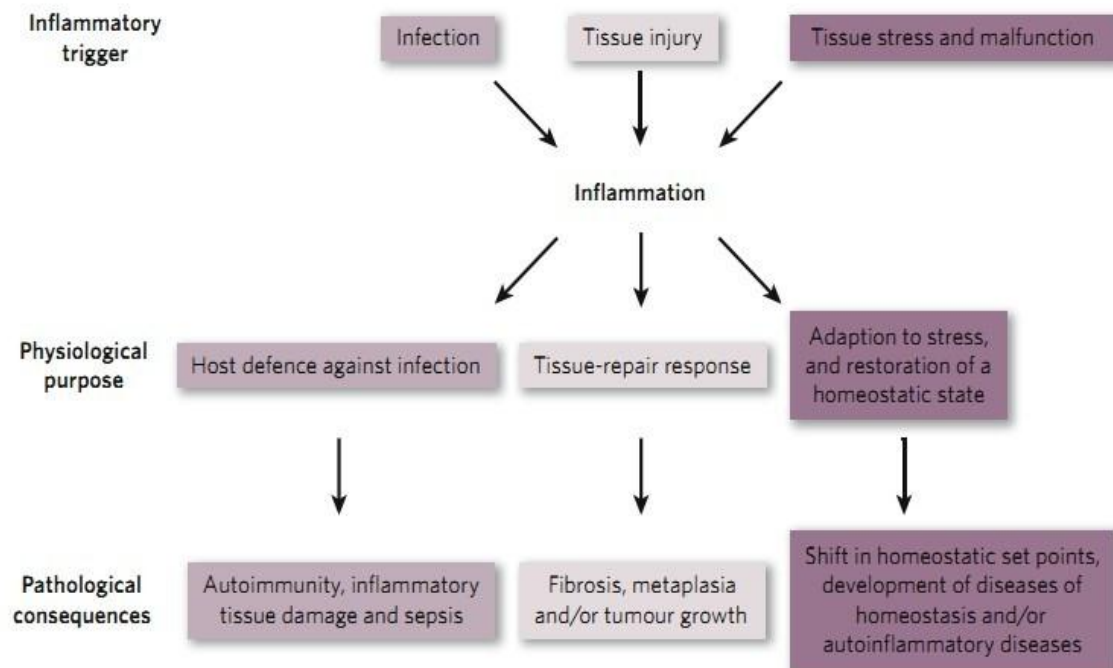 Inflammatory
trigger
Infection
Tissue injury
Tissue stress and malfunction
Inflammation
Physiological
purpose
Host defence against infection
Tissue-repair response
Adaption to stress,
and restoration of a
homeostatic state
Pathological
consequences
Autoimmunity, inflammatory
tissue damage and sepsis
Fibrosis, metaplasia
and/or tumour growth
Shift in homeostatic set points,
development of diseases of
homeostasis and/or
autoinflammatory diseases